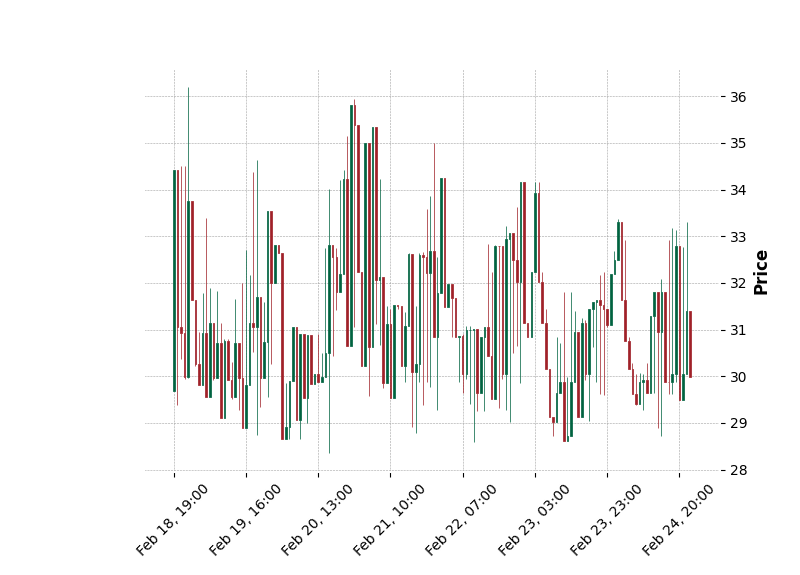 36
35
34
33
32
31
30
29
28
Price
Feb 18, 19:00
Feb 19, 16:00
Feb 20, 13:00
Feb 21, 10:00
Feb 22, 07:00
Feb 23, 03:00
Feb 23, 23:00
Feb 24, 20:00